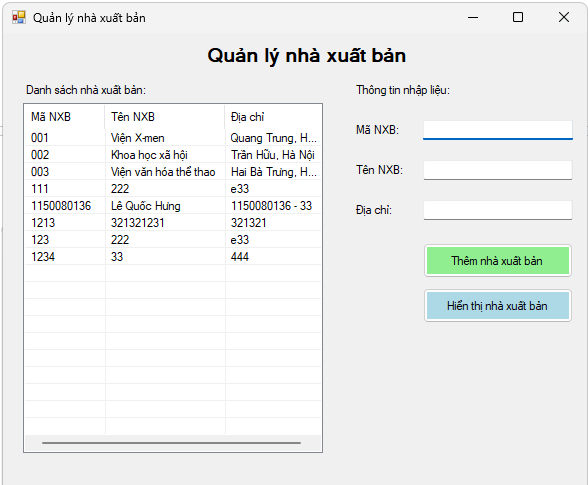 Quản lý nhà xuất bản
Quản lý nhà xuất bản
Danh sách nhà xuất bản:
Thông tin nhập liệu:
Mã NXB Tên NXB Địa chỉ
001 Viện X-men Quang Trung, H...
002 Khoa học xã hội Trần Hữu, Hà Nội
003 Viện văn hóa thể thao Hai Bà Trưng, H...
111 222 e33
1150080136 Lê Quốc Hưng 1150080136 - 33
1213 321321231 321321
123 222 e33
1234 33 444
Mã NXB:
Tên NXB:
Địa chỉ:
Thêm nhà xuất bản
Hiển thị nhà xuất bản